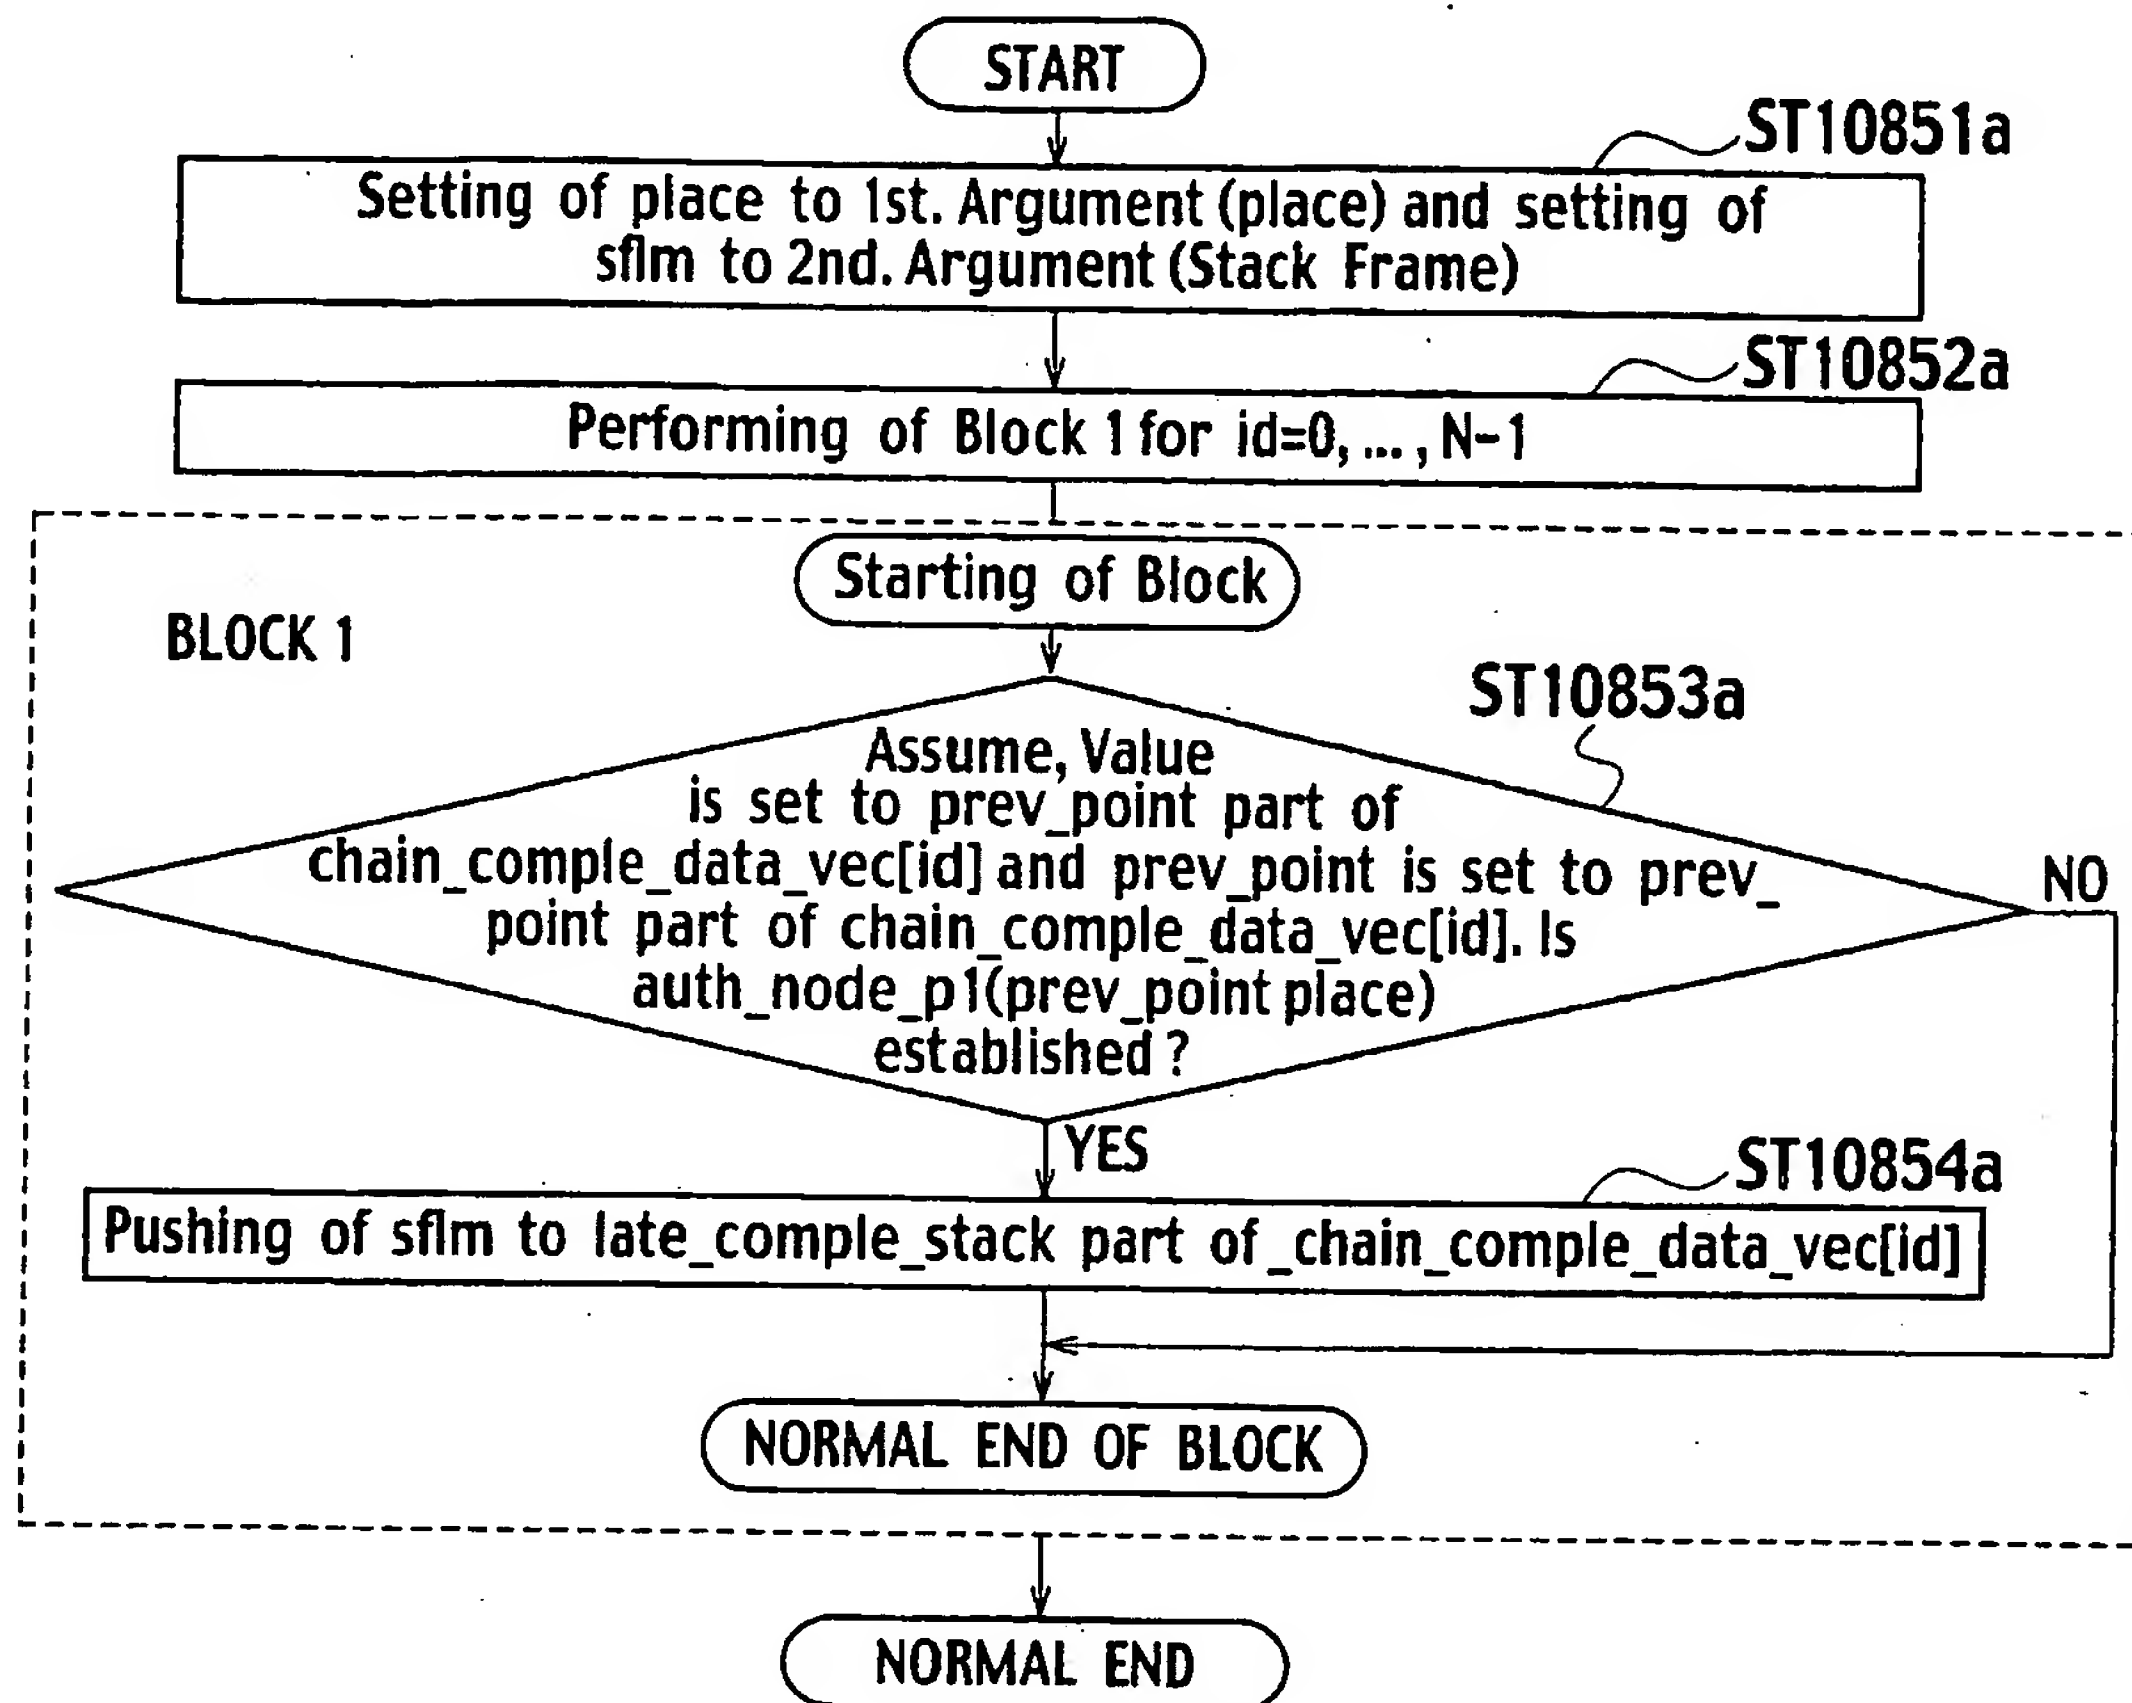 START
ST10851a
Setting of place to 1st. Argument (place) and setting of
sflm to 2nd. Argument (Stack Frame)
ST10852a
Performing of Block 1 for id=0, ... , N-1
Starting of Block
BLOCK 1
ST10853a
Assume, Value
is set to prev_point part of
chain_comple_data_vec[id] and prev_point is set to prev_
point part of chain_comple_data_vec[id]. Is
auth_node_p1(prev_point place)
established ?
NO
YES
ST10854a
Pushing of sflm to late_comple_stack part of _chain_comple_data_vec[id]
NORMAL END OF BLOCK
NORMAL END